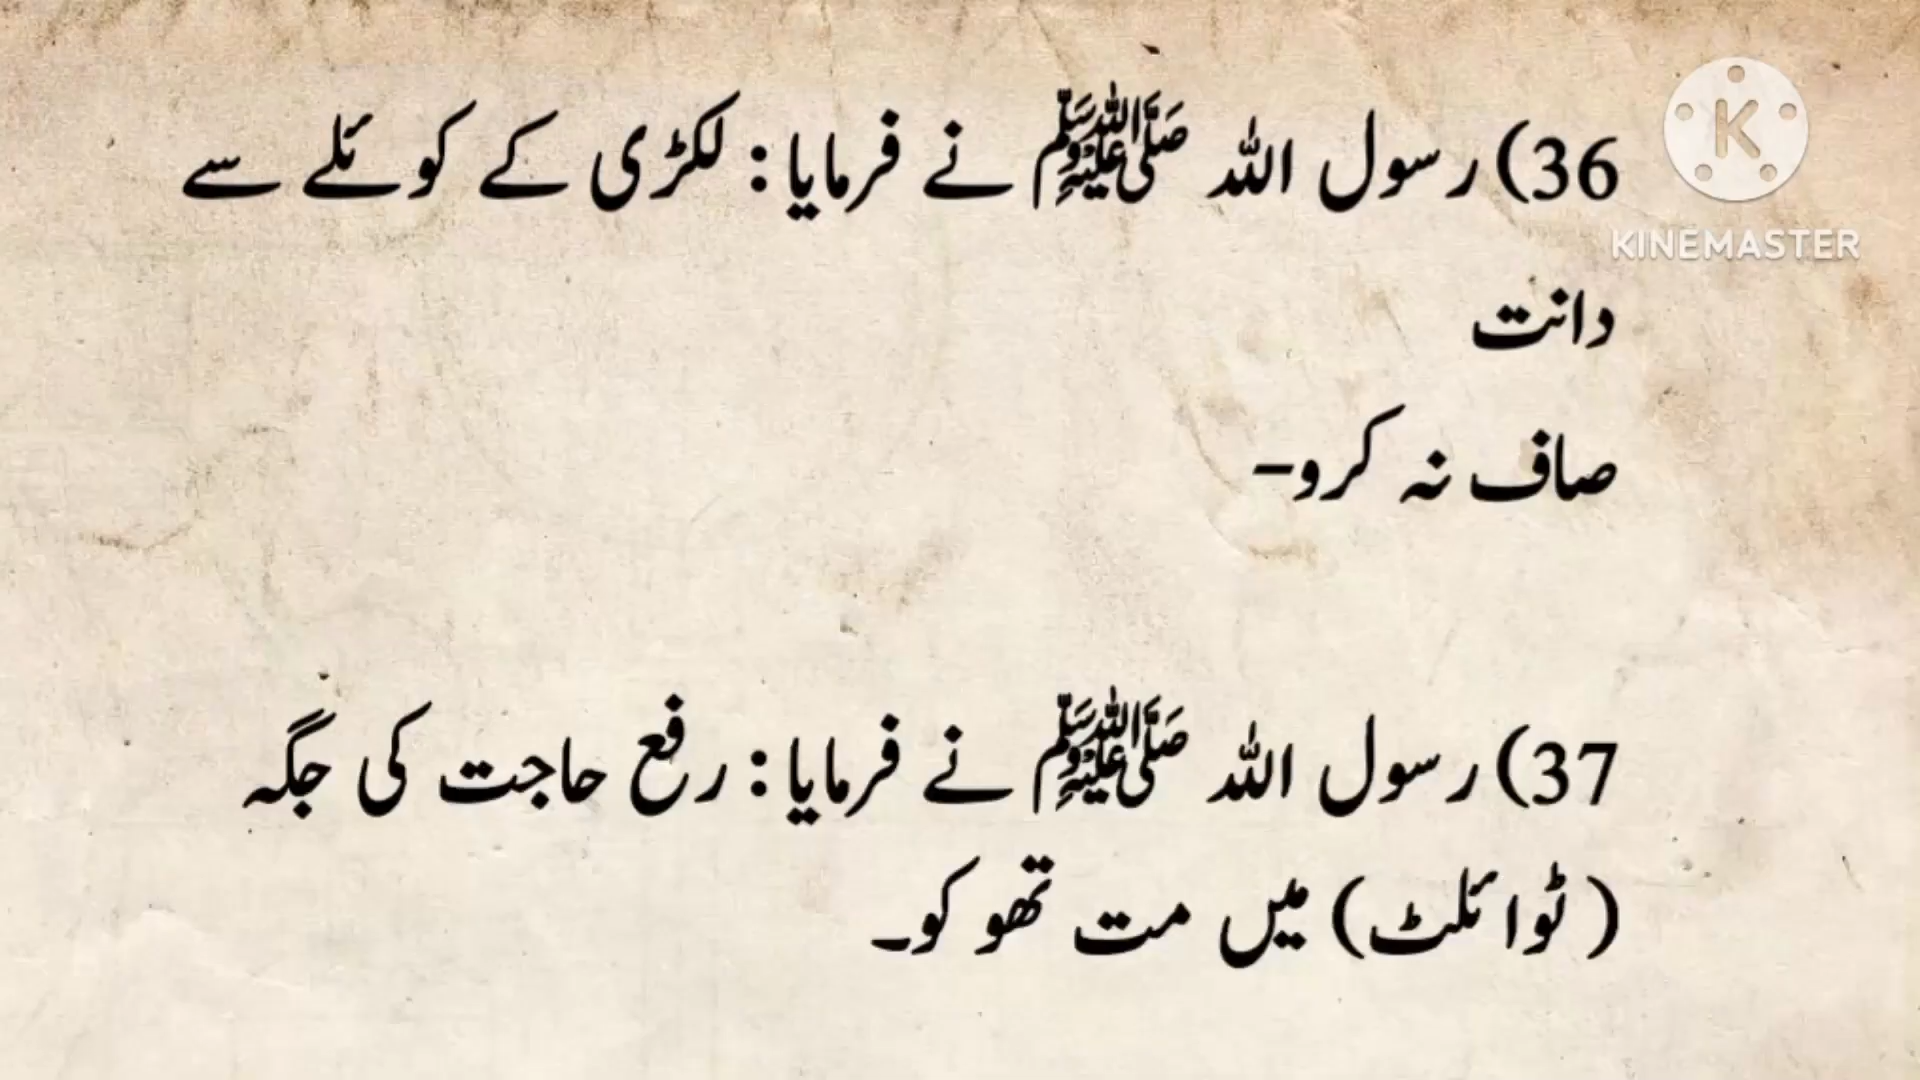 36) رسول اللہ ﷺ نے فرمایا: لکڑی کے کوئلے سے
دانت
صاف نہ کرو-
37) رسول اللہ ﷺ نے فرمایا: رفع حاجت کی جگہ
(ٹوائلٹ) میں مت تھوکو۔
K
KINEMASTER